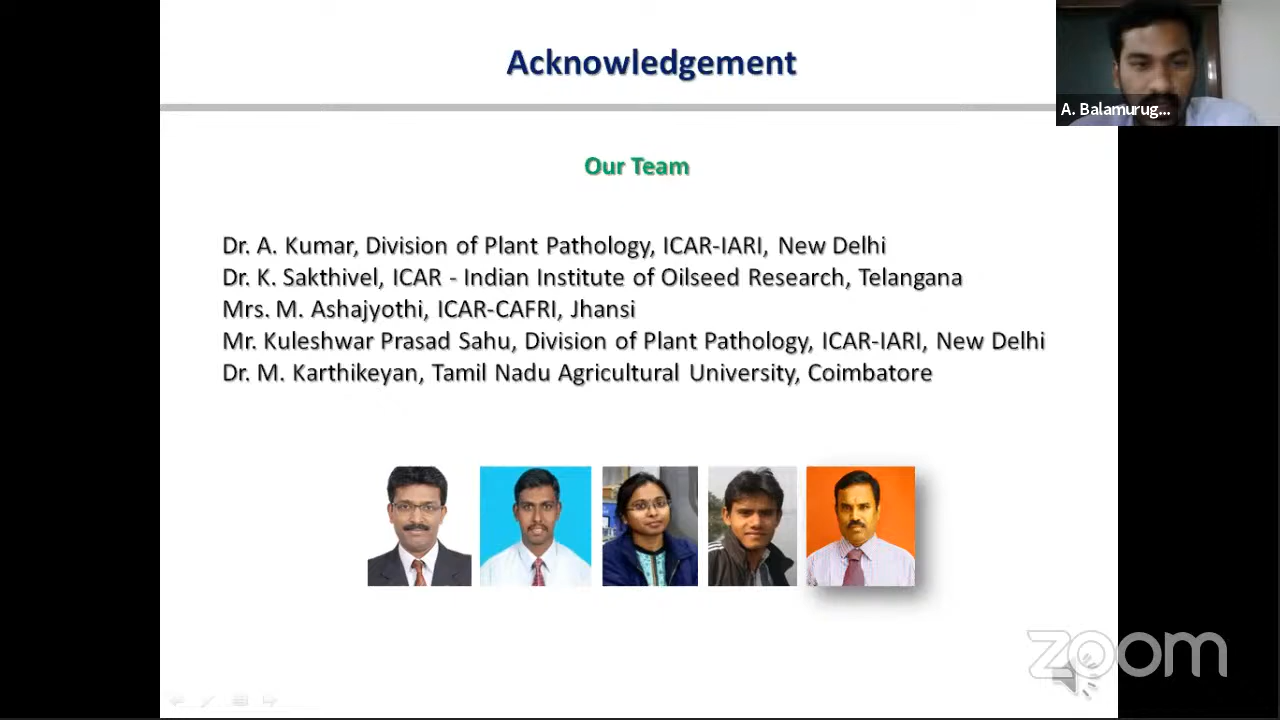 Acknowledgement
A. Balamurug...
Our Team
Dr. A. Kumar, Division of Plant Pathology, ICAR-IARI, New Delhi
Dr. K. Sakthivel, ICAR - Indian Institute of Oilseed Research, Telangana
Mrs. M. Ashajyothi, ICAR-CAFRI, Jhansi
Mr. Kuleshwar Prasad Sahu, Division of Plant Pathology, ICAR-IARI, New Delhi
Dr. M. Karthikeyan, Tamil Nadu Agricultural University, Coimbatore
zoom